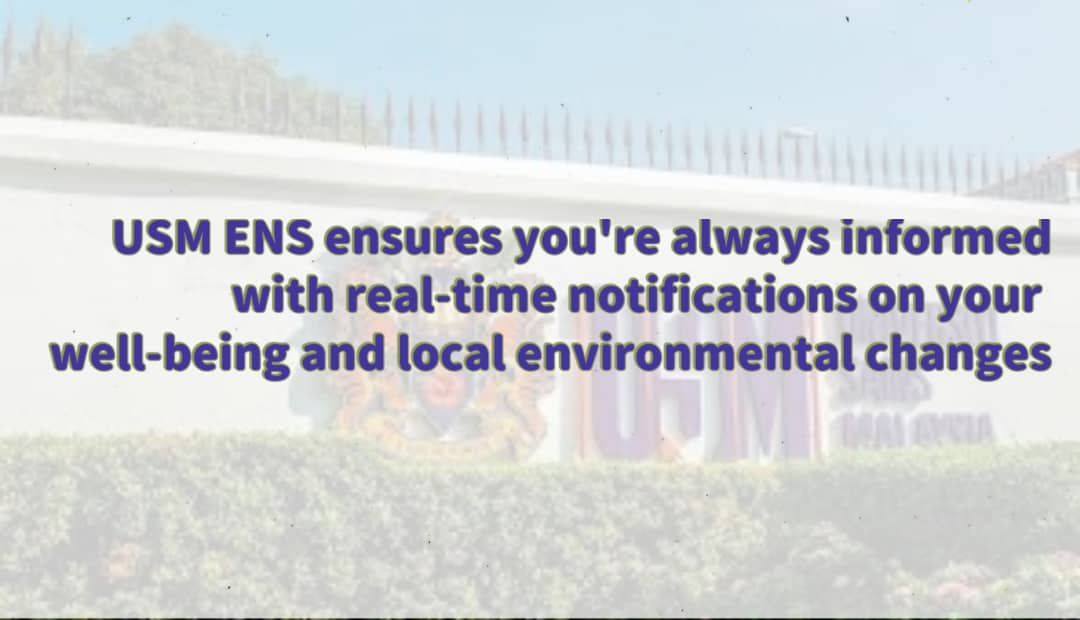 USM ENS ensures you're always informed
with real-time notifications on your
well-being and local environmental changes
USM